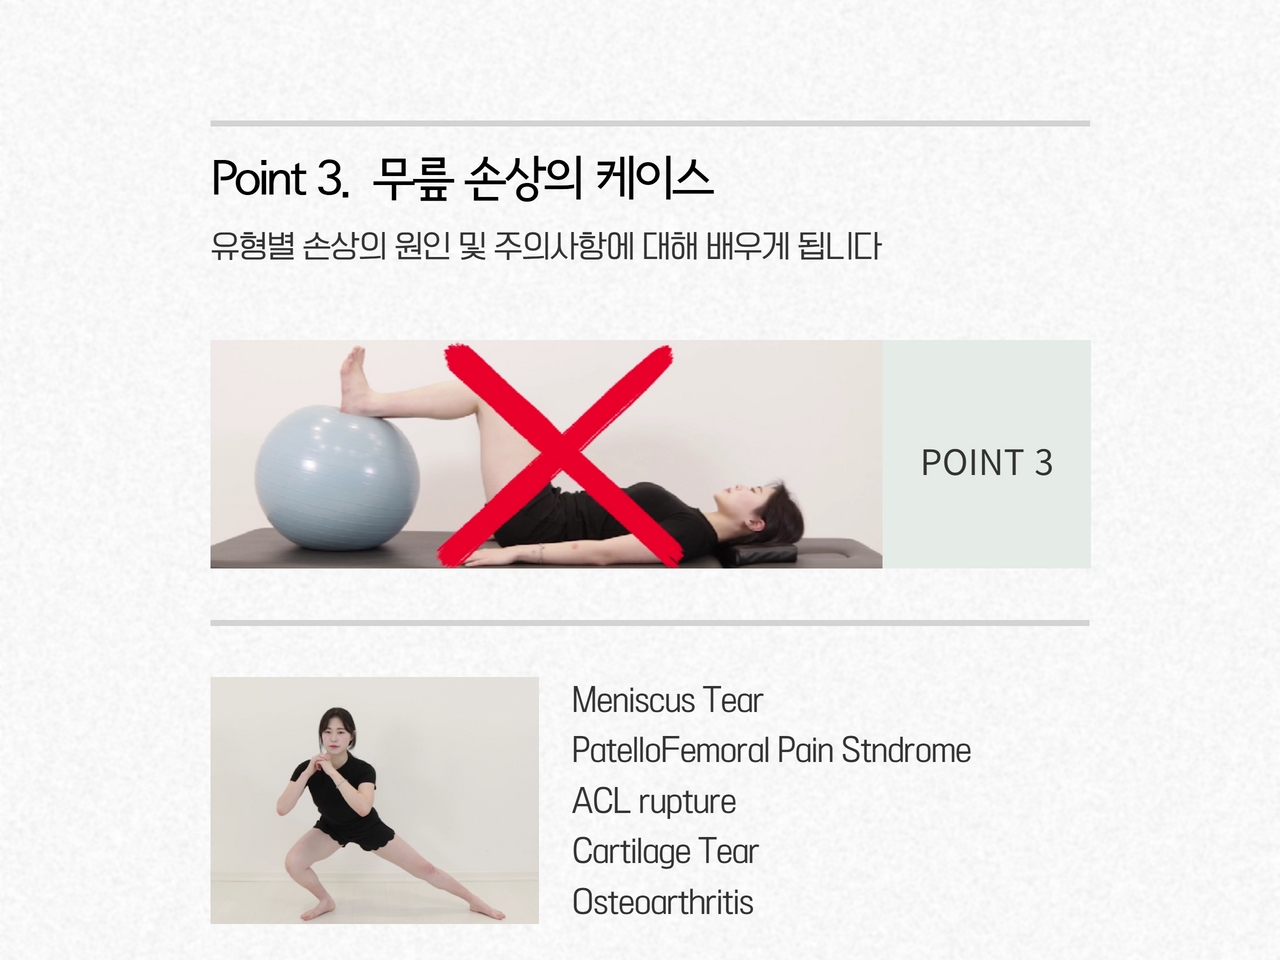 Point 3. 무릎 손상의 케이스
유형별 손상의 원인 및 주의사항에 대해 배우게 됩니다
POINT 3
Meniscus Tear
PatelloFemoral Pain Stndrome
ACL rupture
Cartilage Tear
Osteoarthritis